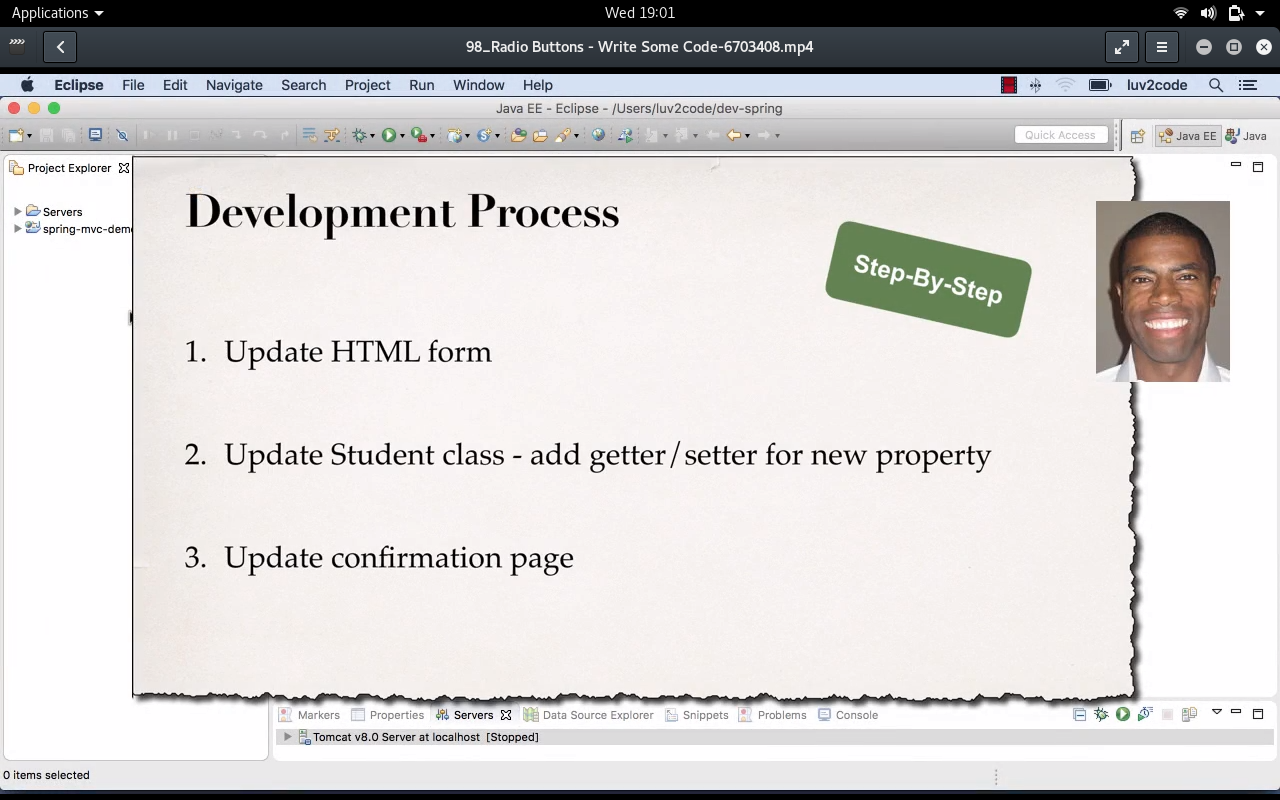 Applications
Wed 19:01
98_Radio Buttons - Write Some Code-6703408.mp4
Eclipse File Edit Navigate Search Project Run Window Help
luv2code
Java EE - Eclipse - /Users/luv2code/dev-spring
Quick Access
Java EE
Java
Project Explorer
Servers
spring-mvc-dem
Development Process
Step-By-Step
1. Update HTML form
2. Update Student class - add getter/setter for new property
3. Update confirmation page
Markers Properties Servers Data Source Explorer Snippets Problems Console
Tomcat v8.0 Server at localhost [Stopped]
0 items selected